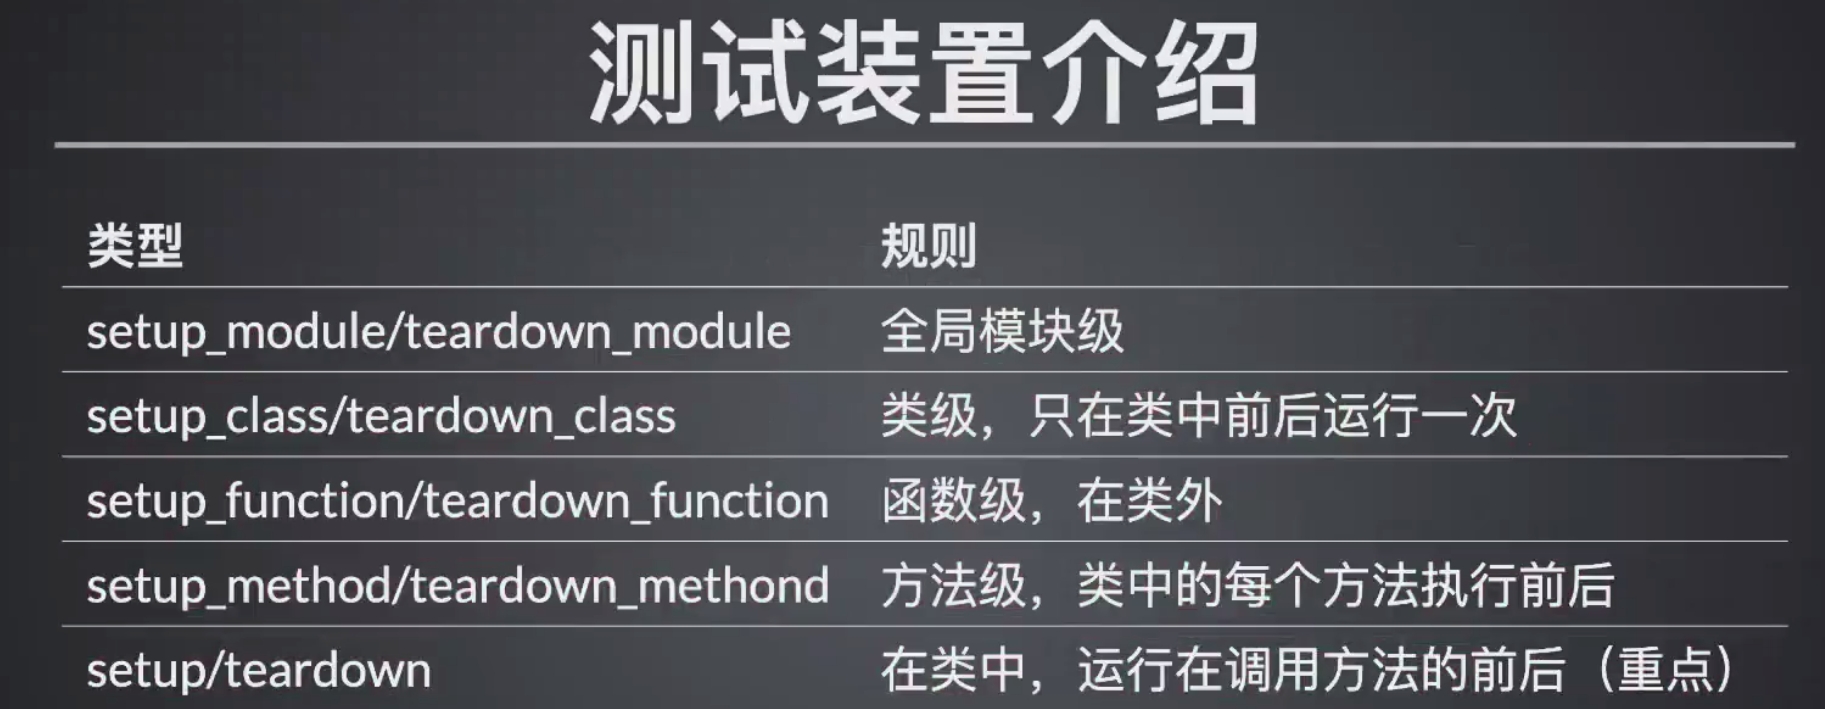 测试装置介绍
类型 规则
setup_module/teardown_module 全局模块级
setup_class/teardown_class 类级，只在类中前后运行一次
setup_function/teardown_function 函数级，在类外
setup_method/teardown_methond 方法级，类中的每个方法执行前后
setup/teardown 在类中，运行在调用方法的前后（重点）